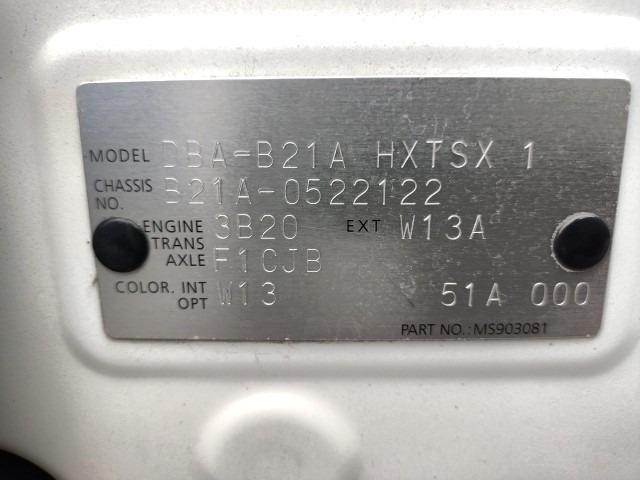 MODEL DBA-B21A HXTSX 1
CHASSIS NO. B21A-0522122
ENGINE 3B20 EXT W13A
TRANS AXLE F1CJB
COLOR. INT OPT W13 51A 000
PART NO.: MS903081